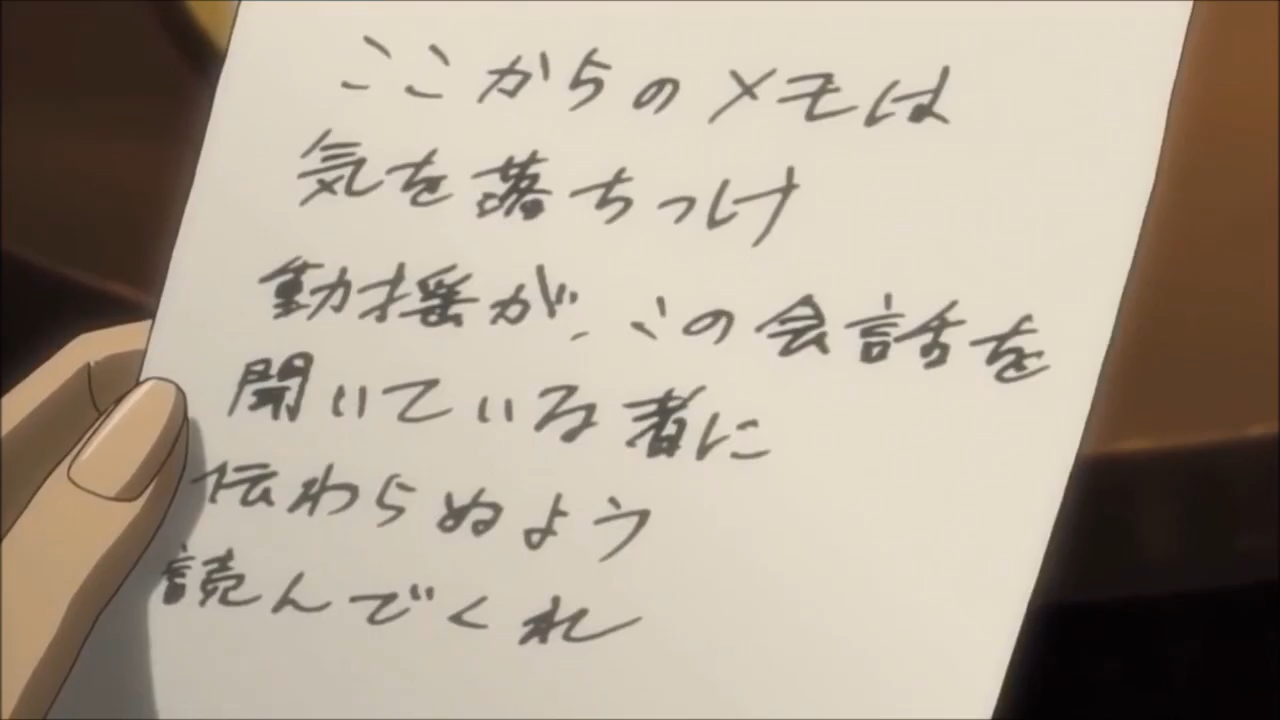 ここからのメモは
気を落ちつけ
動揺が、この会話を
聞いている者に
伝わらぬよう
読んでくれ